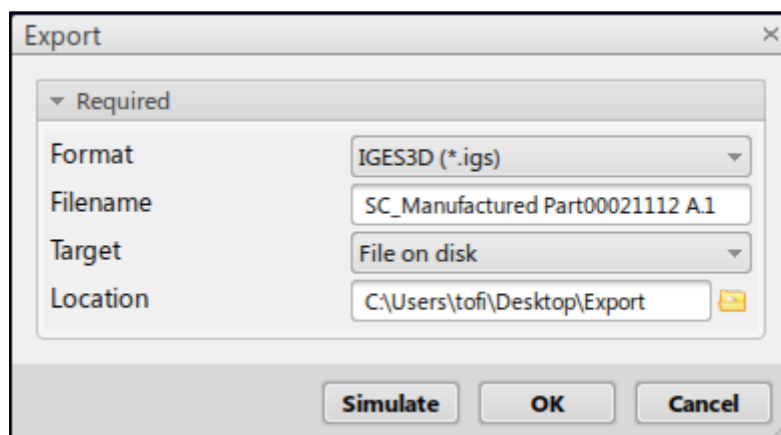 Export
Required
Format IGES3D (*.igs)
Filename SC_Manufactured Part00021112 A.1
Target File on disk
Location C:\Users\tofi\Desktop\Export
Simulate OK Cancel